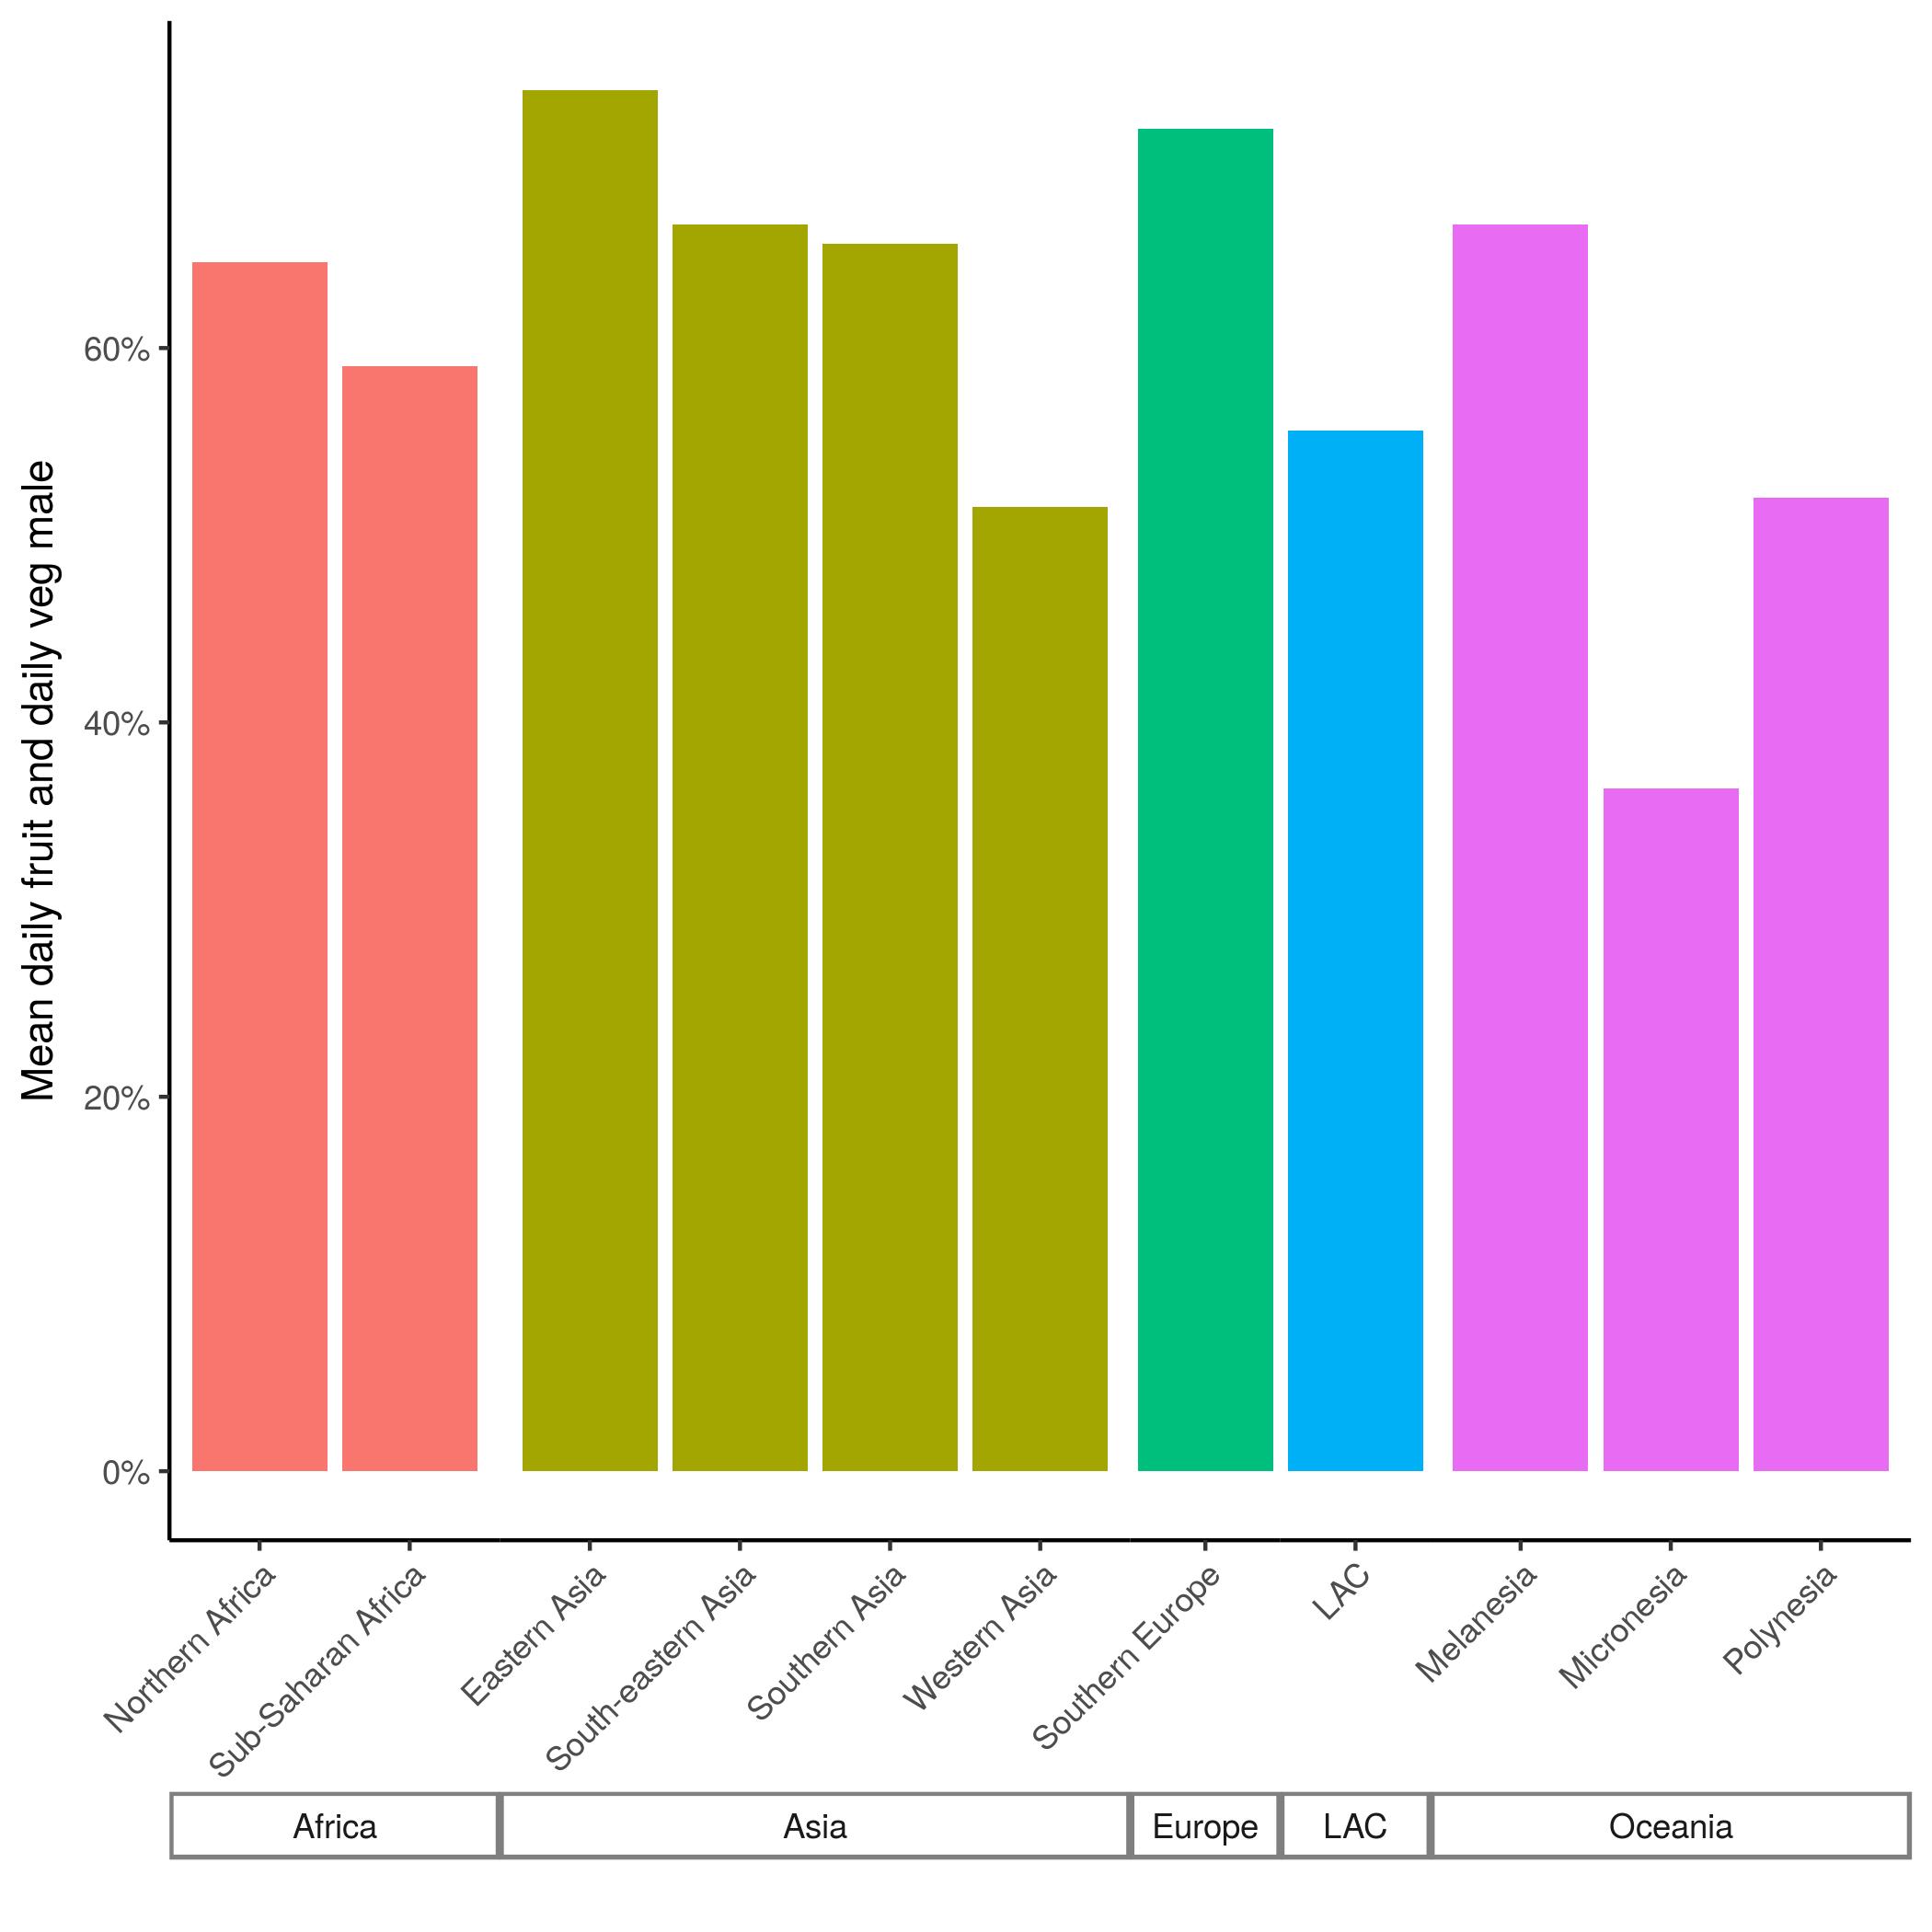 Mean daily fruit and daily veg male
60%
40%
20%
0%
Northern Africa
Sub-Saharan Africa
Eastern Asia
South-eastern Asia
Southern Asia
Western Asia
Southern Europe
LAC
Melanesia
Micronesia
Polynesia
Africa
Asia
Europe
LAC
Oceania